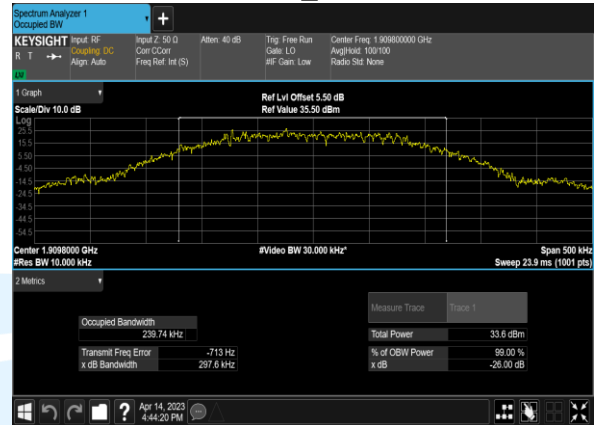 Spectrum Analyzer 1
Occupied BW
+
KEYSIGHT Input: RF Input Z: 50 Ω Atten: 40 dB Trig: Free Run Center Freq: 1.909800000 GHz
R T Coupling: DC Corr CCorr Gate: LO Avg|Hold: 100/100
Align: Auto Freq Ref: Int (S) #IF Gain: Low Radio Std: None
LXI
1 Graph
Ref Lvl Offset 5.50 dB
Scale/Div 10.0 dB Ref Value 35.50 dBm
Log
25.5
15.5
5.50
-4.50
-14.5
-24.5
-34.5
-44.5
-54.5
Center 1.9098000 GHz #Video BW 30.000 kHz* Span 500 kHz
#Res BW 10.000 kHz Sweep 23.9 ms (1001 pts)
2 Metrics
Measure Trace Trace 1
Occupied Bandwidth
239.74 kHz
Total Power 33.6 dBm
Transmit Freq Error -713 Hz % of OBW Power 99.00 %
x dB Bandwidth 297.6 kHz x dB -26.00 dB
? Apr 14, 2023
4:44:20 PM